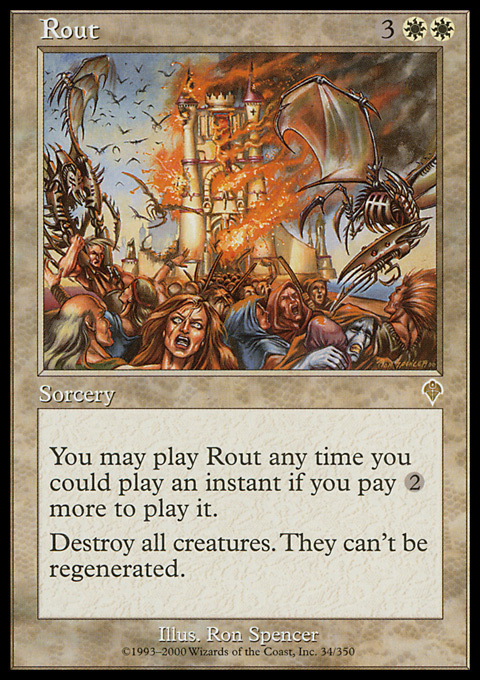 Rout 3
Sorcery
You may play Rout any time you
could play an instant if you pay 2
more to play it.
Destroy all creatures. They can't be
regenerated.
Illus. Ron Spencer
©1993–2000 Wizards of the Coast, Inc. 34/350